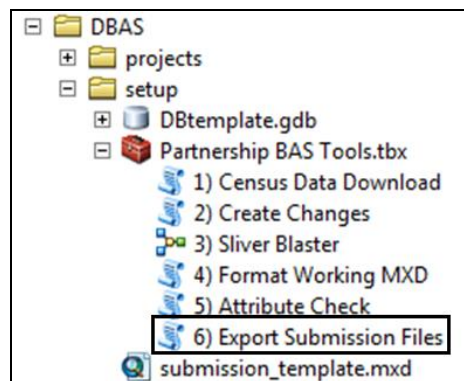 DBAS
projects
setup
DBtemplate.gdb
Partnership BAS Tools.tbx
1) Census Data Download
2) Create Changes
3) Sliver Blaster
4) Format Working MXD
5) Attribute Check
6) Export Submission Files
submission_template.mxd